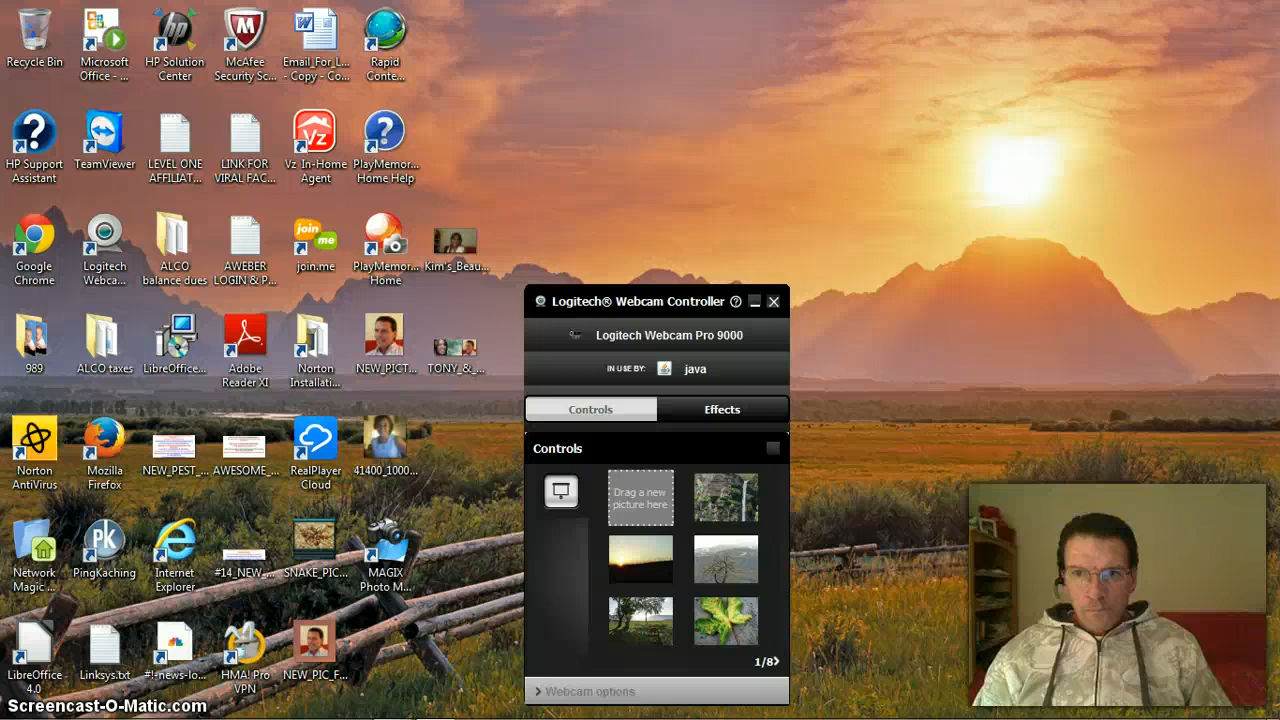 Recycle Bin
Microsoft
Office - ...
HP Solution
Center
McAfee
Security Sc...
Email_For_L...
- Copy - Co...
Rapid
Conte...
HP Support
Assistant
TeamViewer
LEVEL ONE
AFFILIAT...
LINK FOR
VIRAL FAC...
Vz
Vz In-Home
Agent
PlayMemor...
Home Help
Google
Chrome
Logitech
Webca...
ALCO
balance dues
AWEBER
LOGIN & P...
join
me
join.me
PlayMemor...
Home
Kim's_Beau...
989
ALCO taxes
LibreOffice...
Adobe
Reader XI
Norton
Installati...
NEW_PICT...
TONY_&_...
Norton
AntiVirus
Mozilla
Firefox
NEW_PEST_...
AWESOME_...
RealPlayer
Cloud
41400_1000...
Network
Magic ...
pk
PingKaching
Internet
Explorer
#14_NEW_...
SNAKE_PIC...
MAGIX
Photo M...
LibreOffice
4.0
Linksys.txt
#!-news-lo...
HMA! Pro
VPN
NEW_PIC_F...
Logitech® Webcam Controller
Logitech Webcam Pro 9000
IN USE BY: java
Controls Effects
Controls
Drag a new
picture here
1/8
Webcam options
Screencast-O-Matic.com